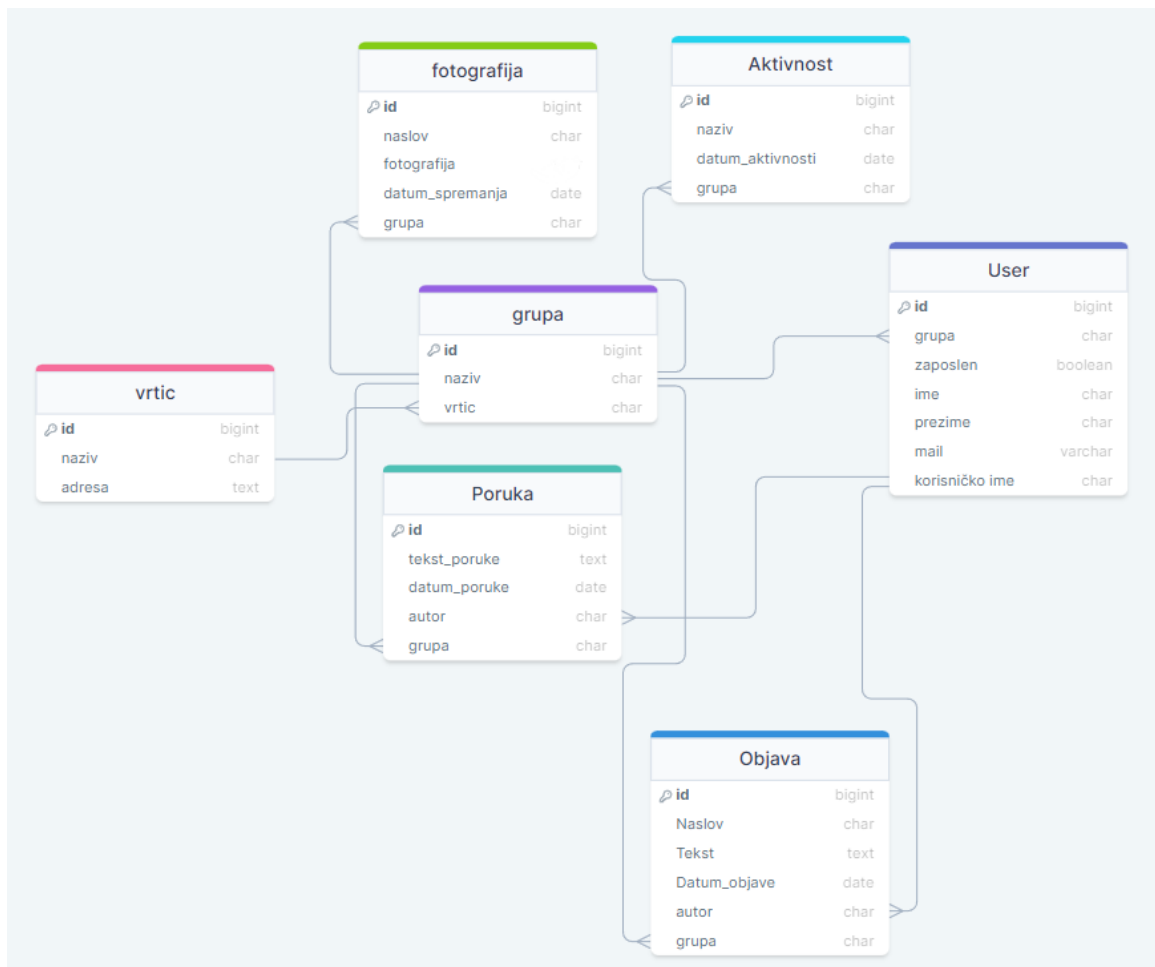 fotografija
id bigint
naslov char
fotografija
datum_spremanja date
grupa char
Aktivnost
id bigint
naziv char
datum_aktivnosti date
grupa char
User
id bigint
grupa char
zaposlen boolean
ime char
prezime char
mail varchar
korisničko ime char
grupa
id bigint
naziv char
vrtic char
vrtic
id bigint
naziv char
adresa text
Poruka
id bigint
tekst_poruke text
datum_poruke date
autor char
grupa char
Objava
id bigint
Naslov char
Tekst text
Datum_objave date
autor char
grupa char